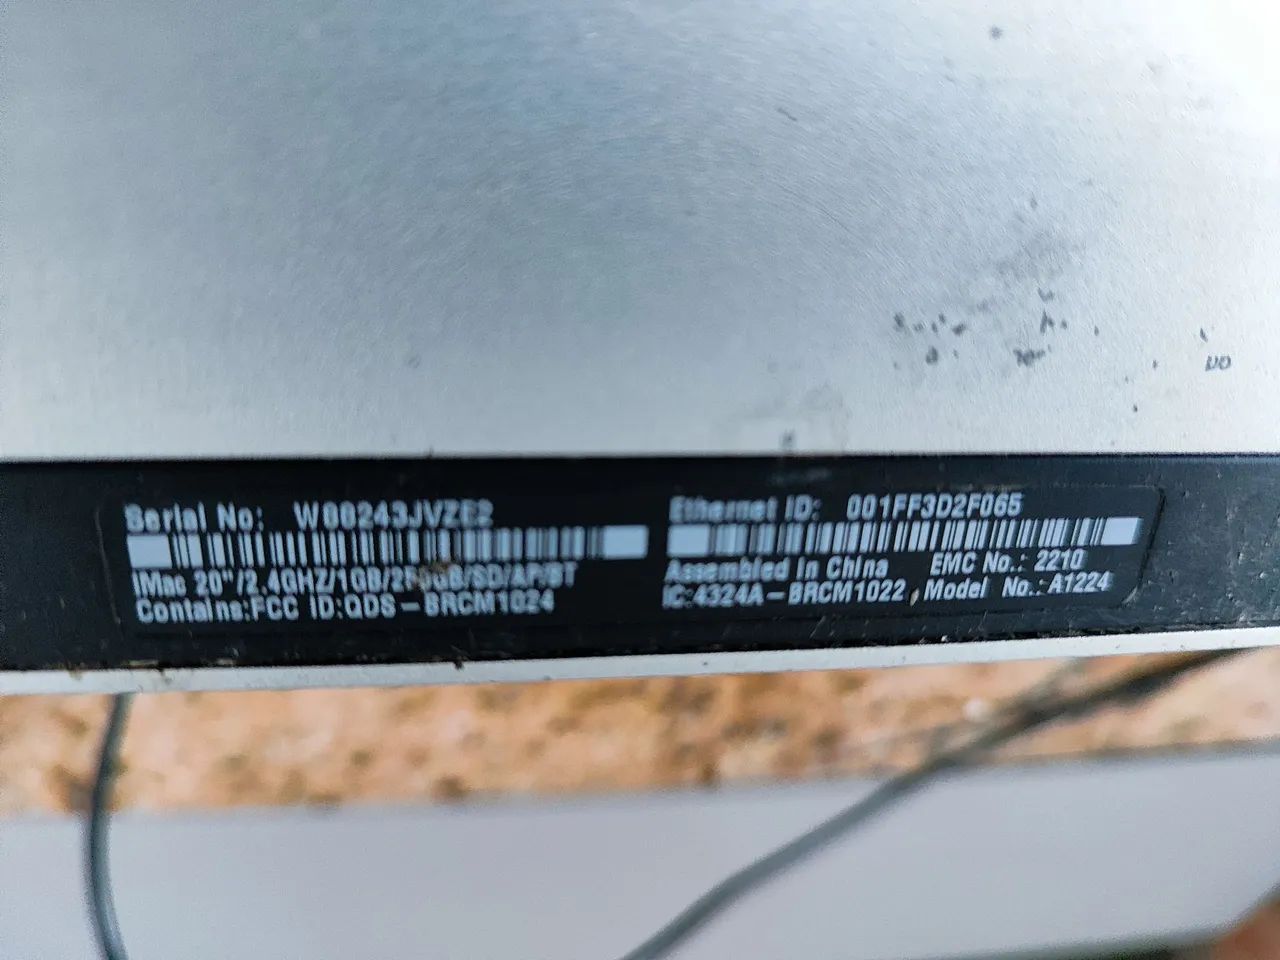 Serial No: W80243JVZE2
Ethernet ID: 001FF3D2F065
iMac 20"/2.4GHZ/1GB/2
Assembled In China EMC No.: 2210
Contains:FCC ID:QDS-BRCM1024
IC:4324A-BRCM1022, Model No.: A1224